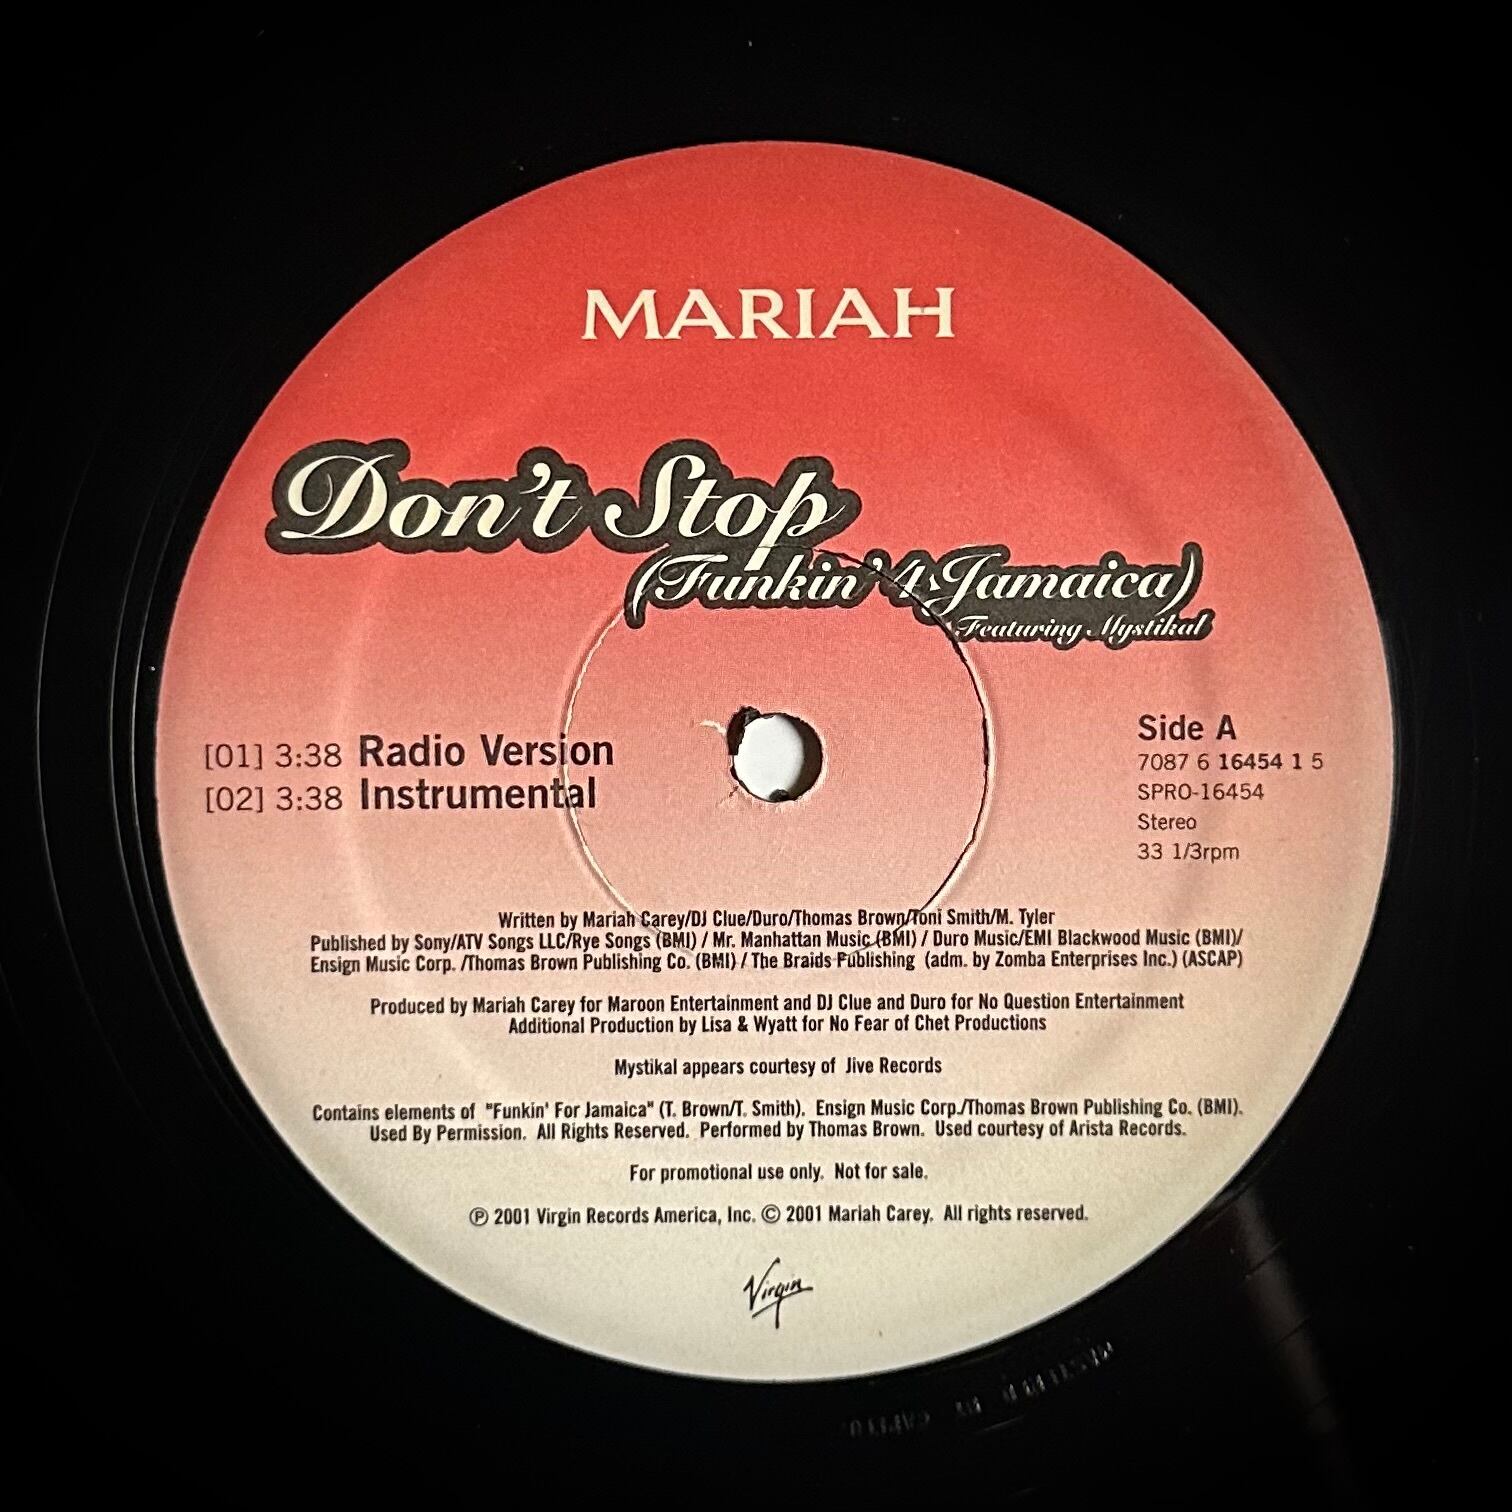 MARIAH
Don't Stop
(Funkin' 4 Jamaica)
Featuring Mystikal
[01] 3:38 Radio Version
[02] 3:38 Instrumental
Side A
7087 6 16454 1 5
SPRO-16454
Stereo
33 1/3rpm
Written by Mariah Carey/DJ Clue/Duro/Thomas Brown/Toni Smith/M. Tyler
Published by Sony/ATV Songs LLC/Rye Songs (BMI) / Mr. Manhattan Music (BMI) / Duro Music/EMI Blackwood Music (BMI)/
Ensign Music Corp. /Thomas Brown Publishing Co. (BMI) / The Braids Publishing (adm. by Zomba Enterprises Inc.) (ASCAP)
Produced by Mariah Carey for Maroon Entertainment and DJ Clue and Duro for No Question Entertainment
Additional Production by Lisa & Wyatt for No Fear of Chet Productions
Mystikal appears courtesy of Jive Records
Contains elements of "Funkin' For Jamaica" (T. Brown/T. Smith). Ensign Music Corp./Thomas Brown Publishing Co. (BMI).
Used By Permission. All Rights Reserved. Performed by Thomas Brown. Used courtesy of Arista Records.
For promotional use only. Not for sale.
℗ 2001 Virgin Records America, Inc. © 2001 Mariah Carey. All rights reserved.
Virgin